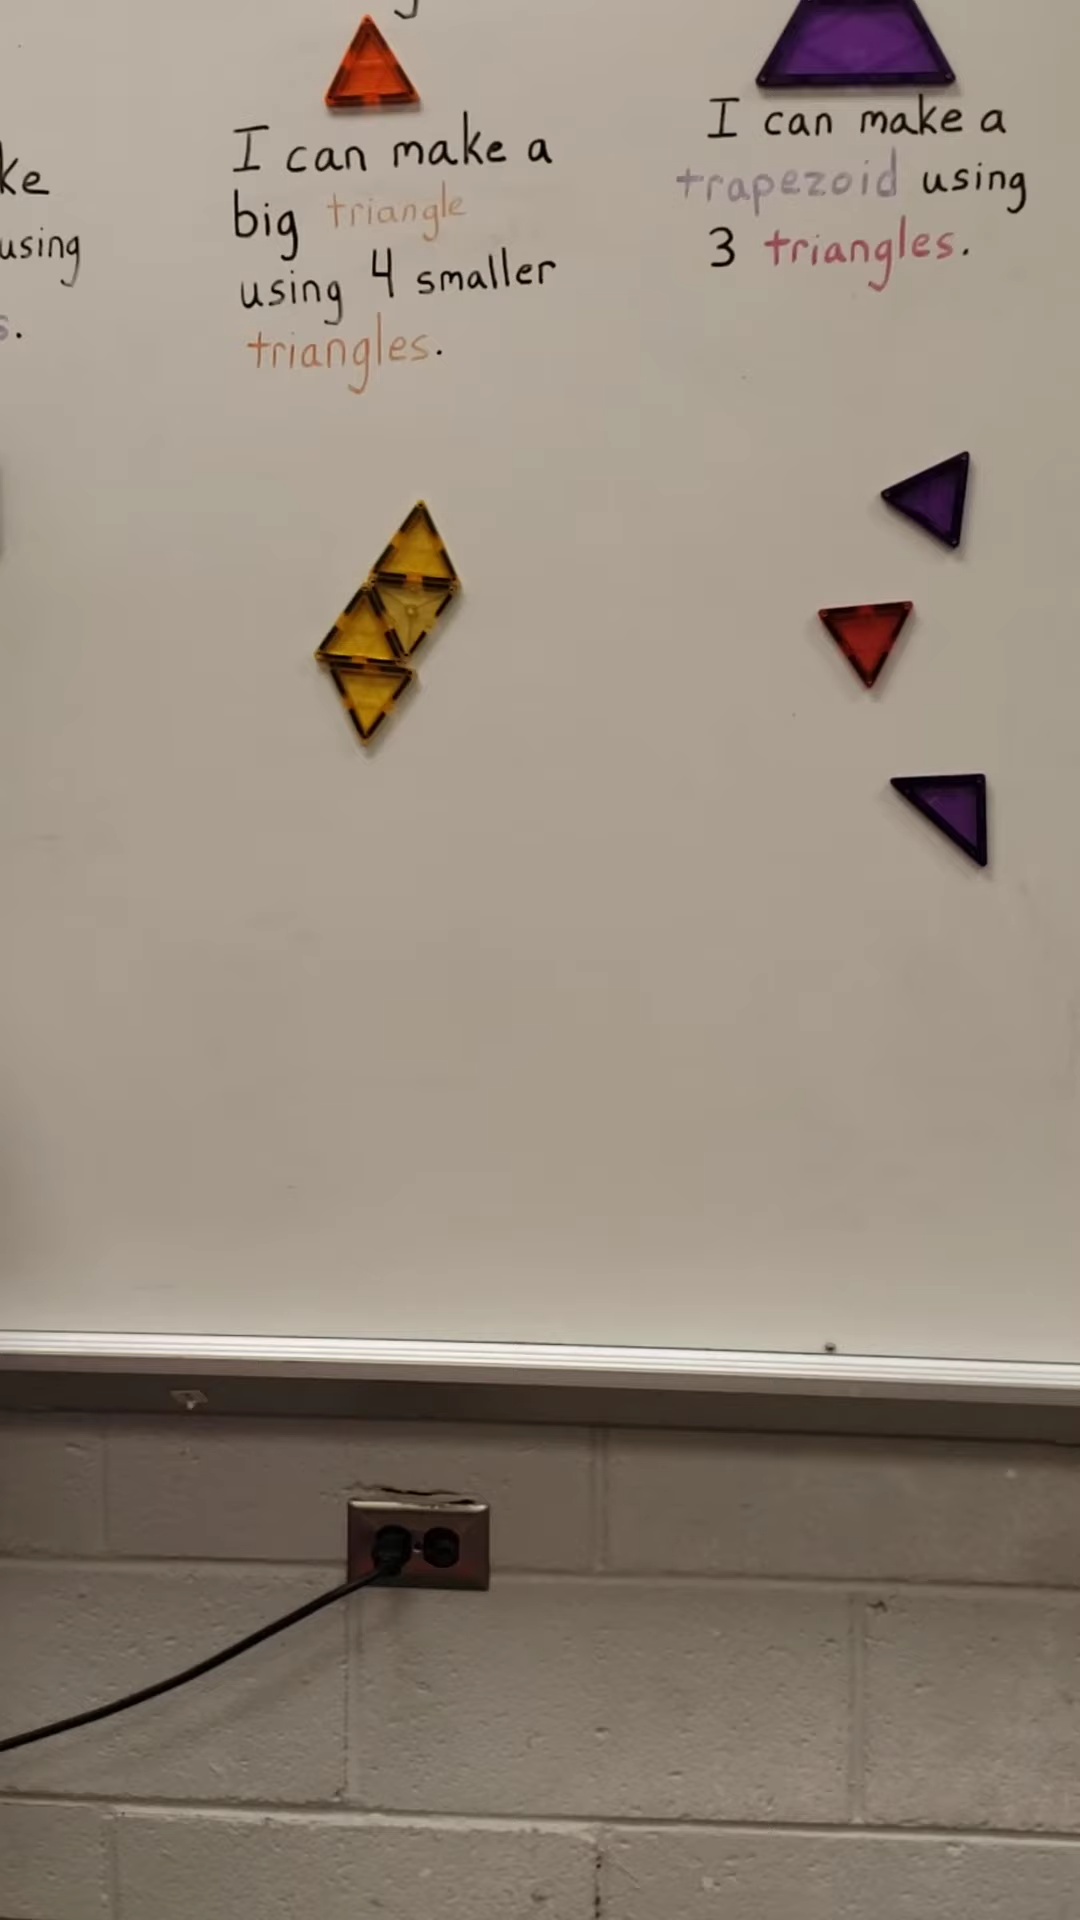 ke
using
s.
I can make a
big triangle
using 4 smaller
triangles.
I can make a
trapezoid using
3 triangles.